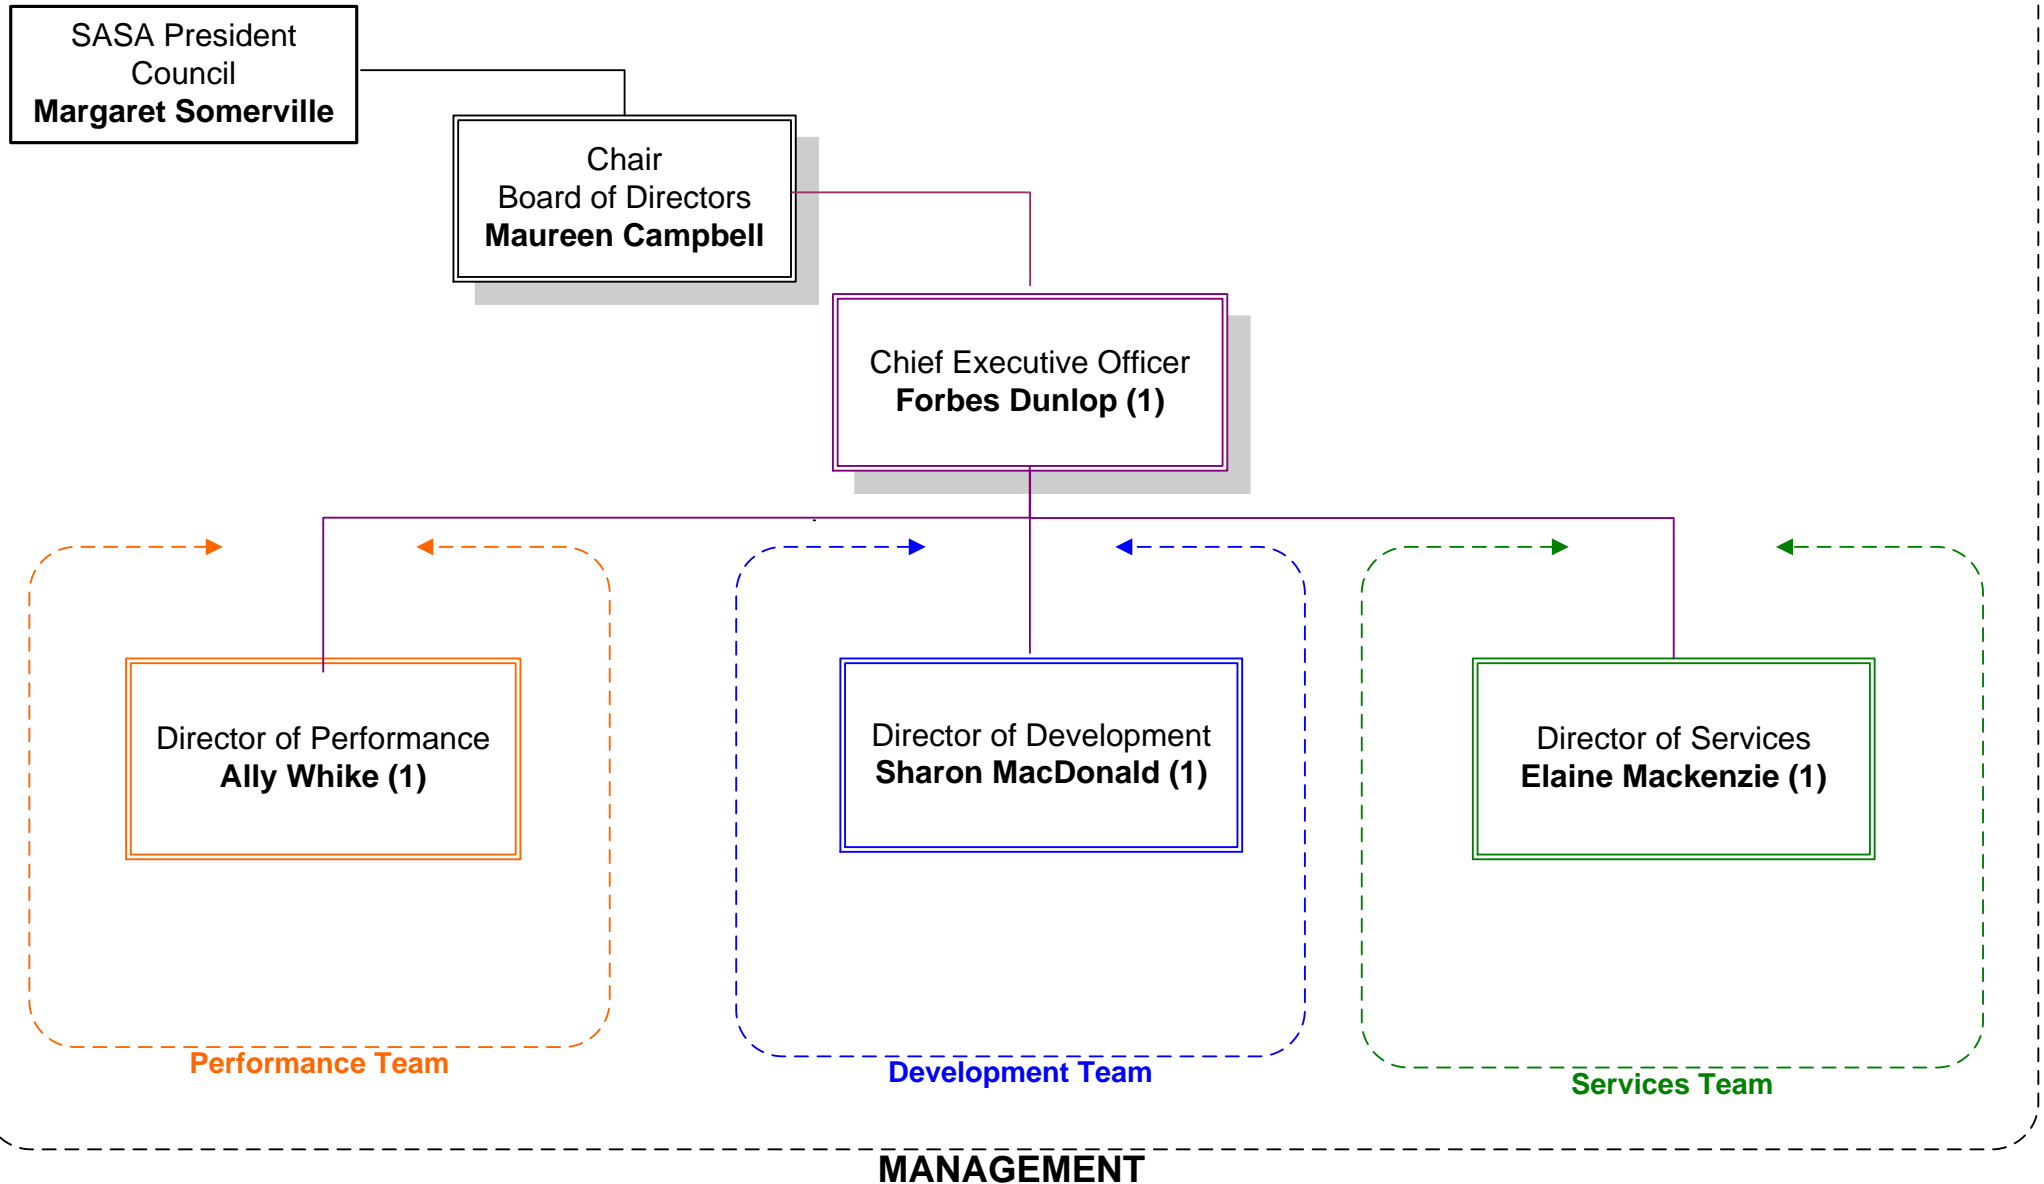 SASA President
Council
Margaret Somerville
Chair
Board of Directors
Maureen Campbell
Chief Executive Officer
Forbes Dunlop (1)
Director of Performance
Ally Whike (1)
Director of Development
Sharon MacDonald (1)
Director of Services
Elaine Mackenzie (1)
Performance Team
Development Team
Services Team
MANAGEMENT